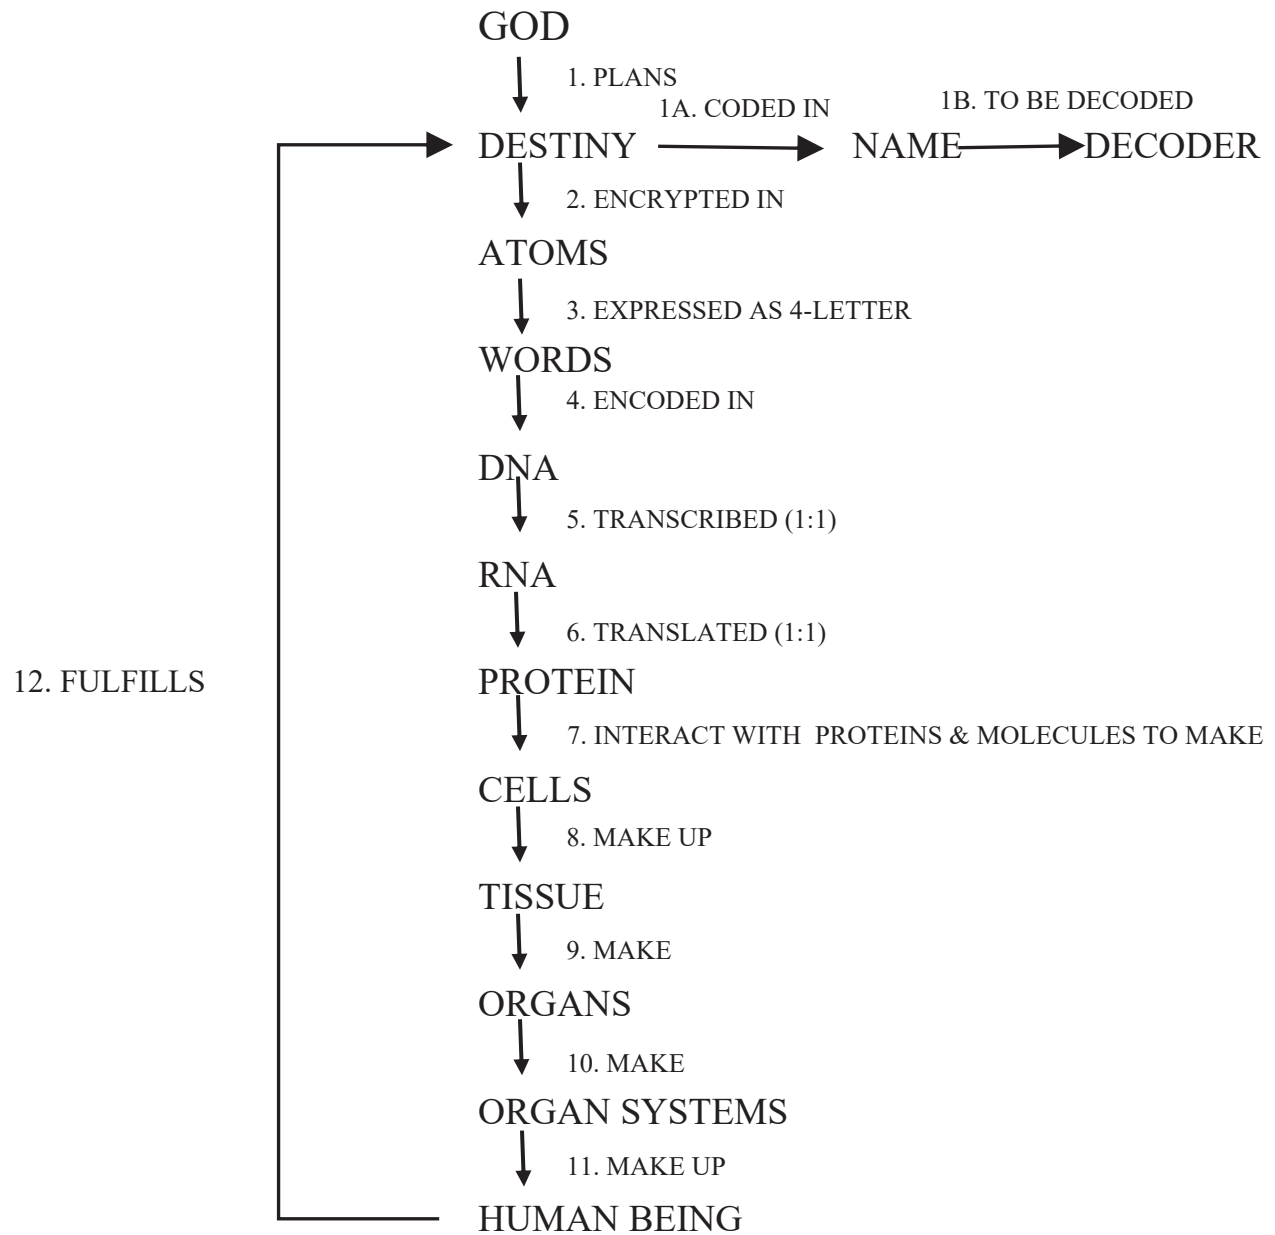 GOD
1. PLANS
1A. CODED IN
1B. TO BE DECODED
DESTINY
NAME
DECODER
2. ENCRYPTED IN
ATOMS
3. EXPRESSED AS 4-LETTER
WORDS
4. ENCODED IN
DNA
5. TRANSCRIBED (1:1)
RNA
6. TRANSLATED (1:1)
12. FULFILLS
PROTEIN
7. INTERACT WITH PROTEINS & MOLECULES TO MAKE
CELLS
8. MAKE UP
TISSUE
9. MAKE
ORGANS
10. MAKE
ORGAN SYSTEMS
11. MAKE UP
HUMAN BEING